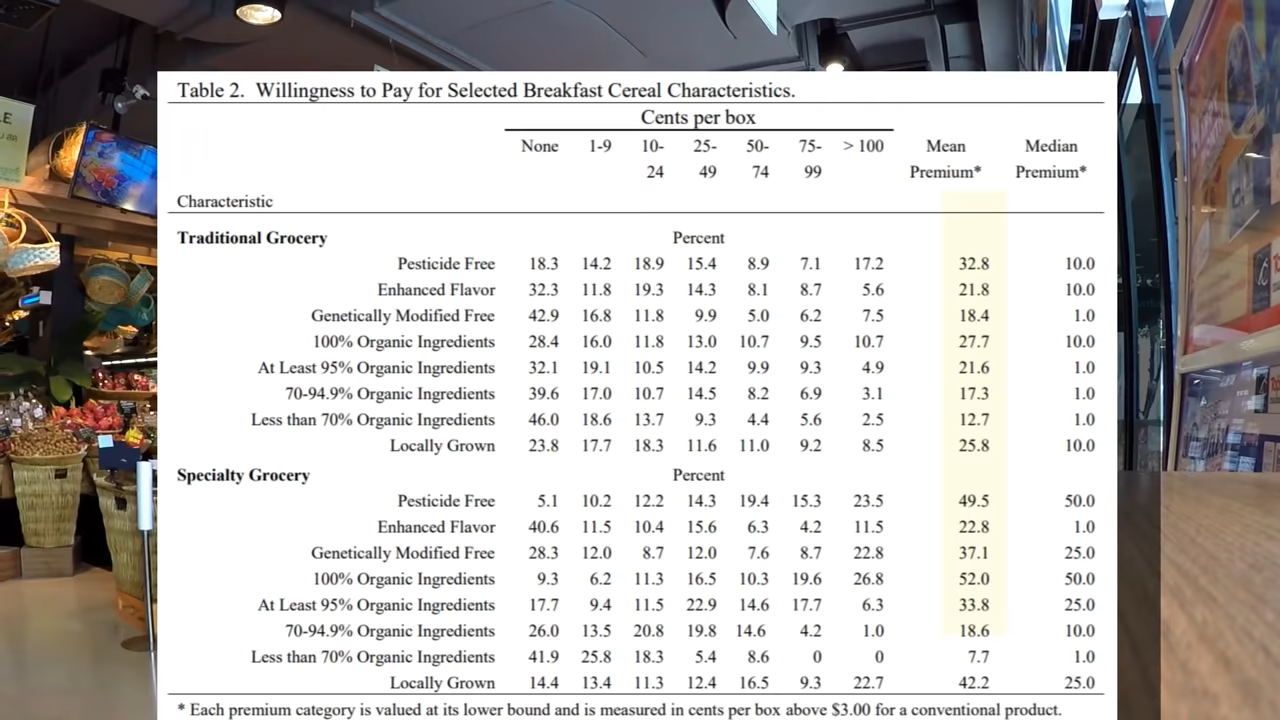 Table 2. Willingness to Pay for Selected Breakfast Cereal Characteristics.
Cents per box
None 1-9 10-24 25-49 50-74 75-99 > 100 Mean Premium* Median Premium*
Characteristic
Traditional Grocery Percent
Pesticide Free 18.3 14.2 18.9 15.4 8.9 7.1 17.2 32.8 10.0
Enhanced Flavor 32.3 11.8 19.3 14.3 8.1 8.7 5.6 21.8 10.0
Genetically Modified Free 42.9 16.8 11.8 9.9 5.0 6.2 7.5 18.4 1.0
100% Organic Ingredients 28.4 16.0 11.8 13.0 10.7 9.5 10.7 27.7 10.0
At Least 95% Organic Ingredients 32.1 19.1 10.5 14.2 9.9 9.3 4.9 21.6 1.0
70-94.9% Organic Ingredients 39.6 17.0 10.7 14.5 8.2 6.9 3.1 17.3 1.0
Less than 70% Organic Ingredients 46.0 18.6 13.7 9.3 4.4 5.6 2.5 12.7 1.0
Locally Grown 23.8 17.7 18.3 11.6 11.0 9.2 8.5 25.8 10.0
Specialty Grocery Percent
Pesticide Free 5.1 10.2 12.2 14.3 19.4 15.3 23.5 49.5 50.0
Enhanced Flavor 40.6 11.5 10.4 15.6 6.3 4.2 11.5 22.8 1.0
Genetically Modified Free 28.3 12.0 8.7 12.0 7.6 8.7 22.8 37.1 25.0
100% Organic Ingredients 9.3 6.2 11.3 16.5 10.3 19.6 26.8 52.0 50.0
At Least 95% Organic Ingredients 17.7 9.4 11.5 22.9 14.6 17.7 6.3 33.8 25.0
70-94.9% Organic Ingredients 26.0 13.5 20.8 19.8 14.6 4.2 1.0 18.6 10.0
Less than 70% Organic Ingredients 41.9 25.8 18.3 5.4 8.6 0 0 7.7 1.0
Locally Grown 14.4 13.4 11.3 12.4 16.5 9.3 22.7 42.2 25.0
* Each premium category is valued at its lower bound and is measured in cents per box above $3.00 for a conventional product.